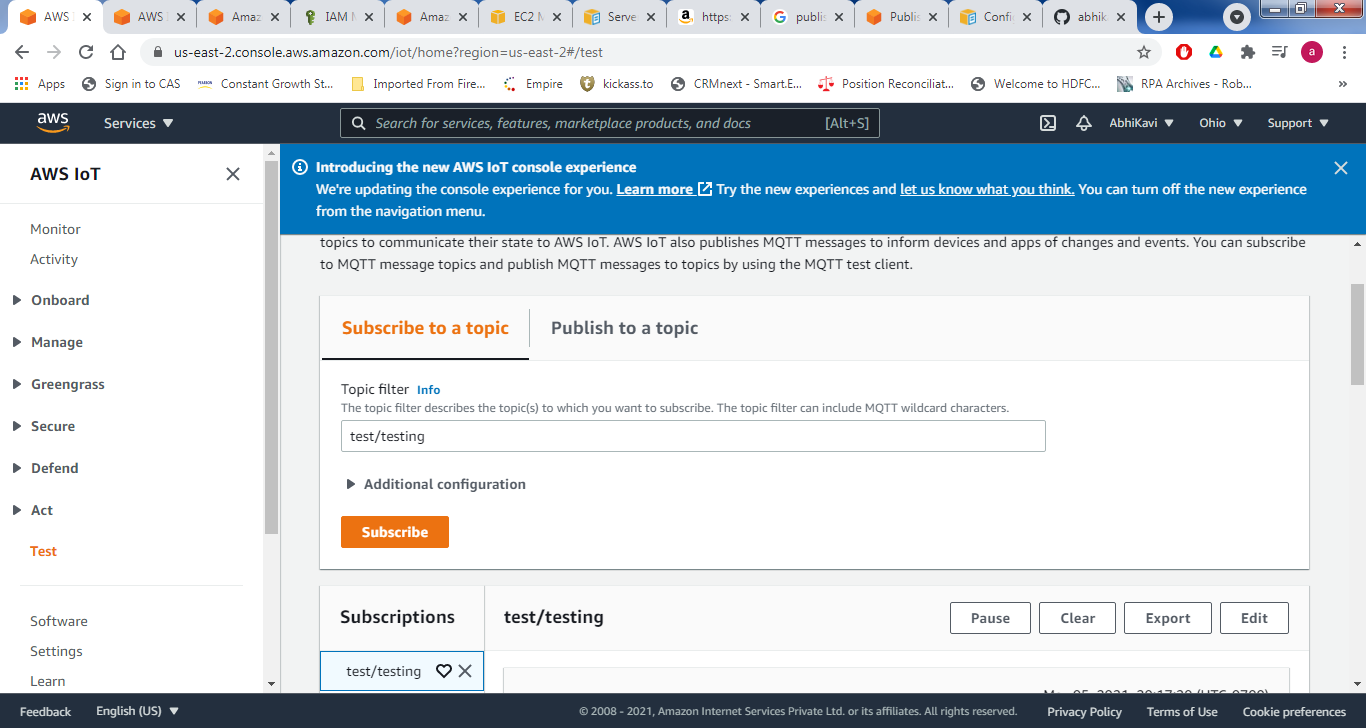 AWS
AWS
Amaz
IAM M
Amaz
EC2 M
Serve
https:
publis
Publis
Confi
abhik
us-east-2.console.aws.amazon.com/iot/home?region=us-east-2#/test
a
Apps
Sign in to CAS
Constant Growth St...
Imported From Fire...
Empire
kickass.to
CRMnext - Smart.E...
Position Reconciliat...
Welcome to HDFC...
RPA Archives - Rob...
»
aws
Services
Search for services, features, marketplace products, and docs
[Alt+S]
AbhiKavi
Ohio
Support
AWS IoT
Introducing the new AWS IoT console experience
We're updating the console experience for you. Learn more Try the new experiences and let us know what you think. You can turn off the new experience
from the navigation menu.
Monitor
Activity
Onboard
Manage
Greengrass
Secure
Defend
Act
Test
Software
Settings
Learn
topics to communicate their state to AWS IoT. AWS IoT also publishes MQTT messages to inform devices and apps of changes and events. You can subscribe
to MQTT message topics and publish MQTT messages to topics by using the MQTT test client.
Subscribe to a topic
Publish to a topic
Topic filter Info
The topic filter describes the topic(s) to which you want to subscribe. The topic filter can include MQTT wildcard characters.
test/testing
Additional configuration
Subscribe
Subscriptions
test/testing
Pause
Clear
Export
Edit
test/testing
Feedback
English (US)
© 2008 - 2021, Amazon Internet Services Private Ltd. or its affiliates. All rights reserved.
Privacy Policy
Terms of Use
Cookie preferences